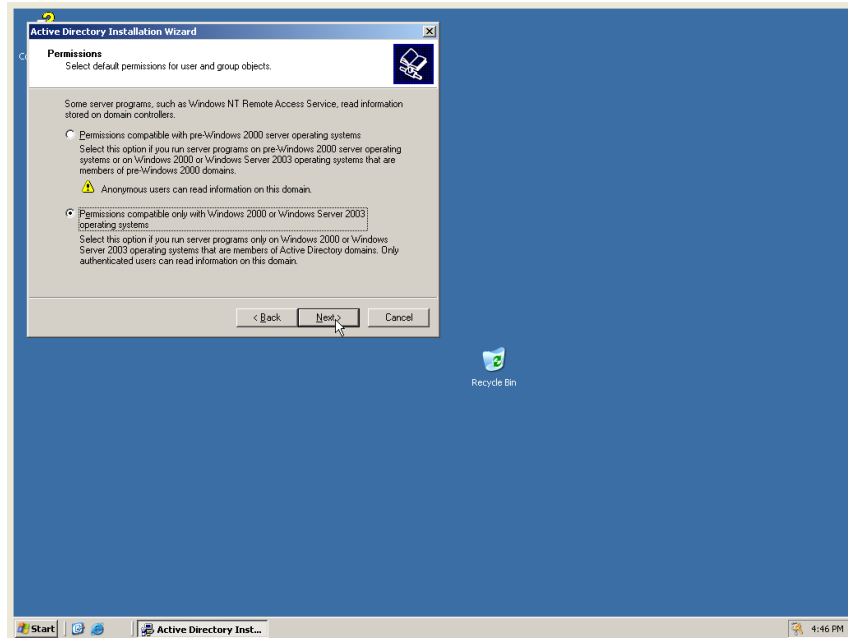 Active Directory Installation Wizard
Permissions
Select default permissions for user and group objects.
Some server programs, such as Windows NT Remote Access Service, read information
stored on domain controllers.
Permissions compatible with pre-Windows 2000 server operating systems
Select this option if you run server programs on pre-Windows 2000 server operating
systems or on Windows 2000 or Windows Server 2003 operating systems that are
members of pre-Windows 2000 domains.
Anonymous users can read information on this domain.
Permissions compatible only with Windows 2000 or Windows Server 2003
operating systems
Select this option if you run server programs only on Windows 2000 or Windows
Server 2003 operating systems that are members of Active Directory domains. Only
authenticated users can read information on this domain.
< Back
Next >
Cancel
Recycle Bin
Start
Active Directory Inst...
4:46 PM